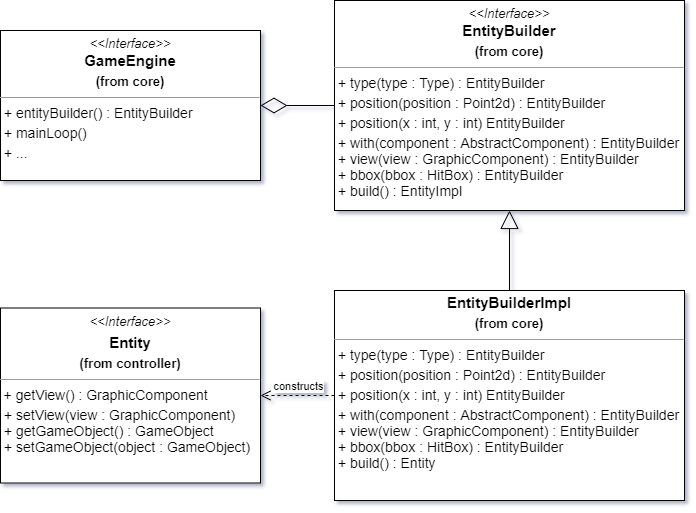 <<Interface>>
GameEngine
(from core)
+ entityBuilder() : EntityBuilder
+ mainLoop()
+ ...
<<Interface>>
EntityBuilder
(from core)
+ type(type : Type) : EntityBuilder
+ position(position : Point2d) : EntityBuilder
+ position(x : int, y : int) EntityBuilder
+ with(component : AbstractComponent) : EntityBuilder
+ view(view : GraphicComponent) : EntityBuilder
+ bbox(bbox : HitBox) : EntityBuilder
+ build() : EntityImpl
<<Interface>>
Entity
(from controller)
+ getView() : GraphicComponent
+ setView(view : GraphicComponent)
+ getGameObject() : GameObject
+ setGameObject(object : GameObject)
constructs
EntityBuilderImpl
(from core)
+ type(type : Type) : EntityBuilder
+ position(position : Point2d) : EntityBuilder
+ position(x : int, y : int) EntityBuilder
+ with(component : AbstractComponent) : EntityBuilder
+ view(view : GraphicComponent) : EntityBuilder
+ bbox(bbox : HitBox) : EntityBuilder
+ build() : Entity